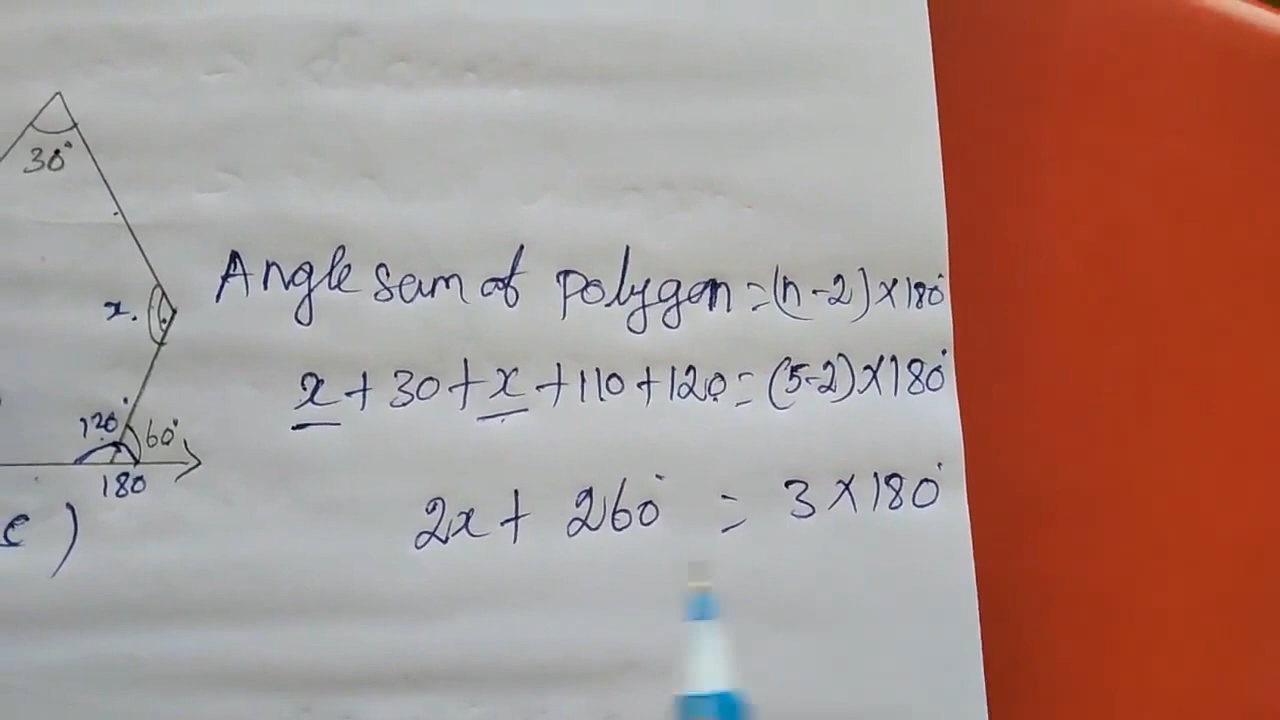 30°
Angle sum of polygon = (n-2)×180°
x.
x + 30 + x + 110 + 120 = (5-2)×180°
120° 60°
180
2x + 260° = 3×180°
c)